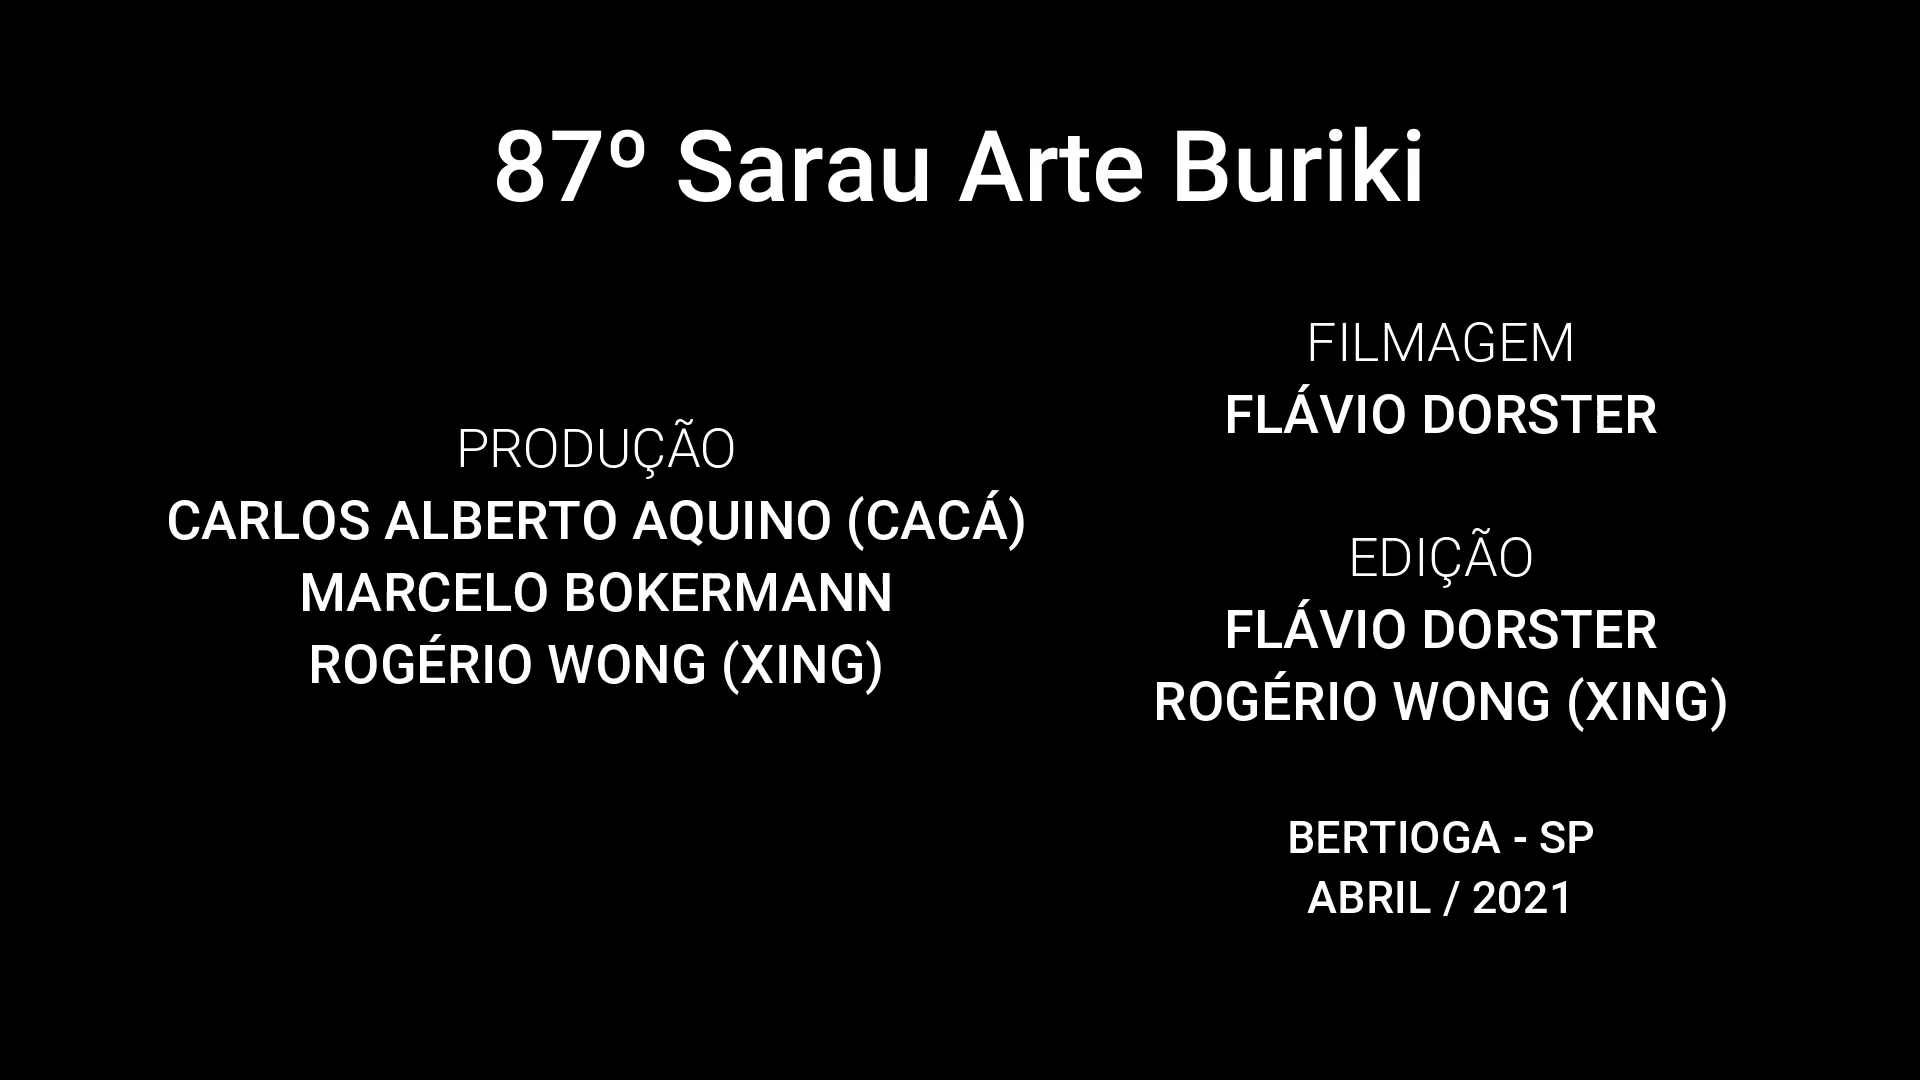 87º Sarau Arte Buriki
PRODUÇÃO
CARLOS ALBERTO AQUINO (CACÁ)
MARCELO BOKERMANN
ROGÉRIO WONG (XING)
FILMAGEM
FLÁVIO DORSTER
EDIÇÃO
FLÁVIO DORSTER
ROGÉRIO WONG (XING)
BERTIOGA - SP
ABRIL / 2021